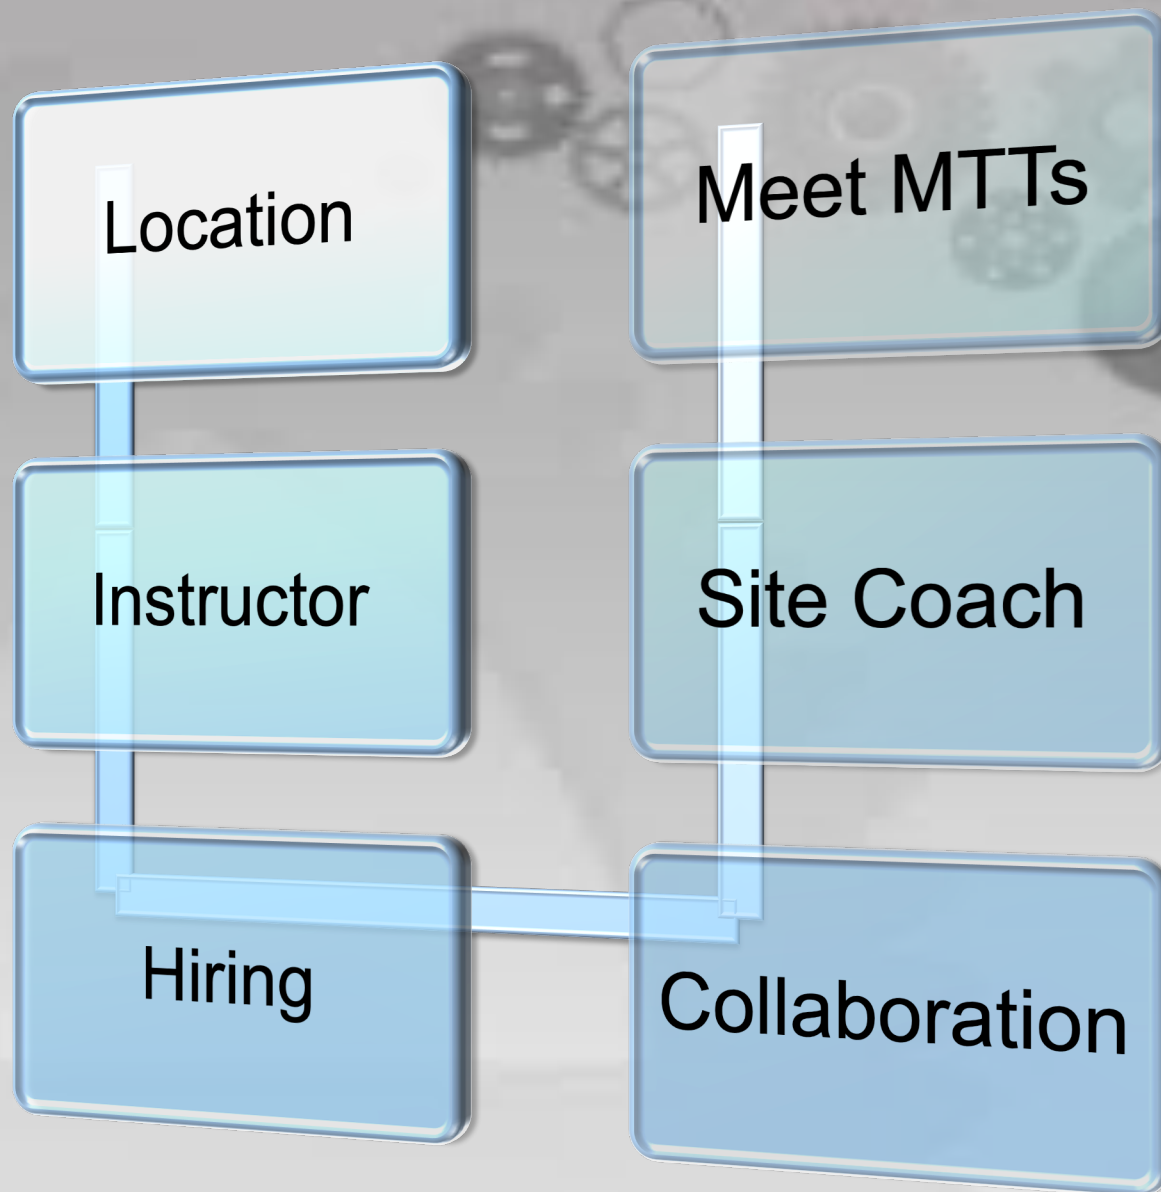 Location
Instructor
Hiring
Collaboration
Site Coach
Meet MTTs